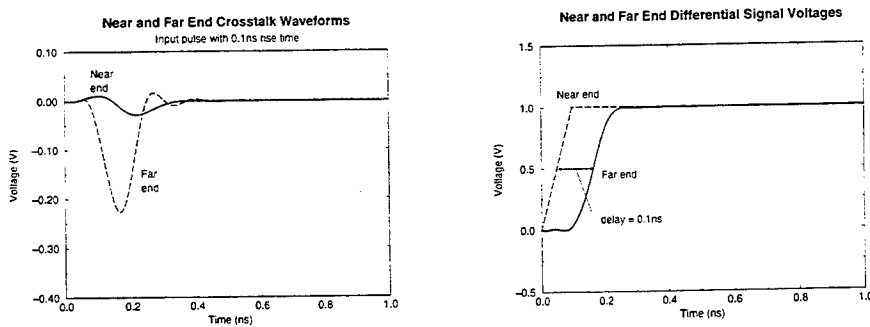 Near and Far End Crosstalk Waveforms
Input pulse with 0.1ns rise time
0.10
0.00
−0.10
−0.20
−0.30
−0.40
Voltage (V)
Near
end
Far
end
0.0
0.2
0.4
0.6
0.8
1.0
Time (ns)
Near and Far End Differential Signal Voltages
1.5
1.0
0.5
0.0
−0.5
Voltage (V)
Near end
Far end
delay = 0.1ns
0.0
0.2
0.4
0.6
0.8
1.0
Time (ns)